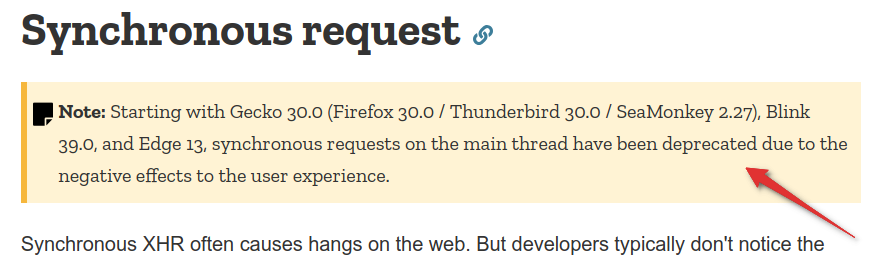 Synchronous request
Note: Starting with Gecko 30.0 (Firefox 30.0 / Thunderbird 30.0 / SeaMonkey 2.27), Blink
39.0, and Edge 13, synchronous requests on the main thread have been deprecated due to the
negative effects to the user experience.
Synchronous XHR often causes hangs on the web. But developers typically don't notice the